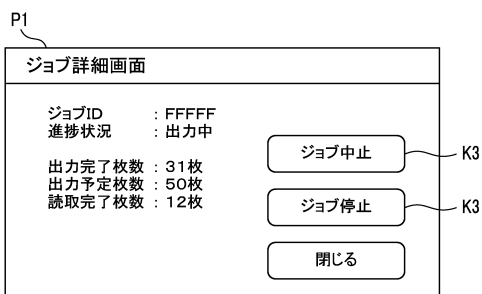 P1
ジョブ詳細画面
ジョブID : FFFFF
進捗状況 : 出力中
出力完了枚数 : 31枚
出力予定枚数 : 50枚
読取完了枚数 : 12枚
ジョブ中止 K3
ジョブ停止 K3
閉じる